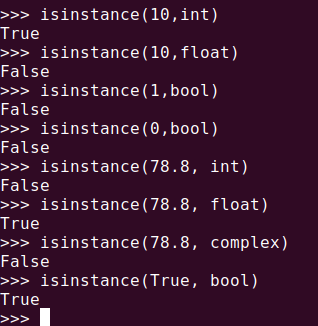 >>> isinstance(10,int)
True
>>> isinstance(10,float)
False
>>> isinstance(1,bool)
False
>>> isinstance(0,bool)
False
>>> isinstance(78.8, int)
False
>>> isinstance(78.8, float)
True
>>> isinstance(78.8, complex)
False
>>> isinstance(True, bool)
True
>>>